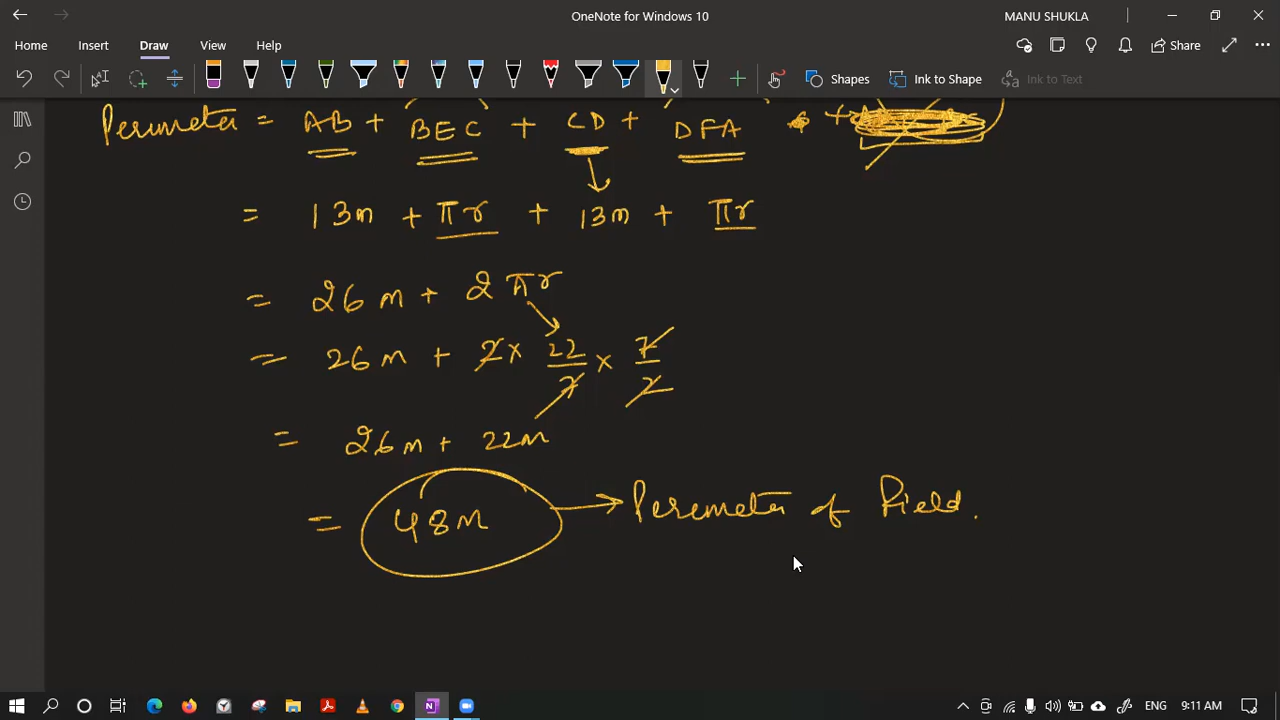 OneNote for Windows 10
MANU SHUKLA
Home Insert Draw View Help
Share
Shapes
Ink to Shape
Ink to Text
Perimeter = AB + BEC + CD + DFA
= 13m + πr + 13m + πr
= 26m + 2πr
= 26m + 2 × 22/7 × 7/2
= 26m + 22m
= 48m → Peremeter of Field.
ENG 9:11 AM